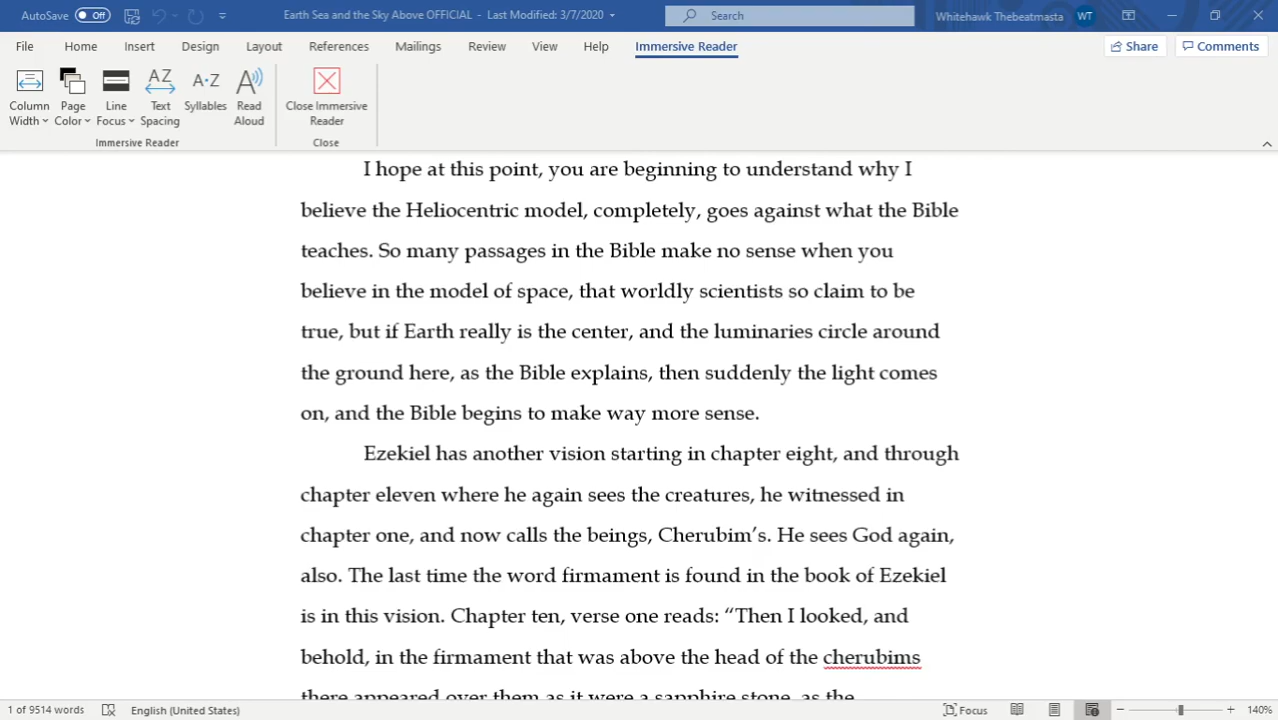 AutoSave Off Earth Sea and the Sky Above OFFICIAL - Last Modified: 3/7/2020 Search Whitehawk Thebeatmasta WT
File Home Insert Design Layout References Mailings Review View Help Immersive Reader Share Comments
Column Width Page Color Line Focus Text Spacing Syllables Read Aloud Close Immersive Reader
Immersive Reader Close
I hope at this point, you are beginning to understand why I
believe the Heliocentric model, completely, goes against what the Bible
teaches. So many passages in the Bible make no sense when you
believe in the model of space, that worldly scientists so claim to be
true, but if Earth really is the center, and the luminaries circle around
the ground here, as the Bible explains, then suddenly the light comes
on, and the Bible begins to make way more sense.
Ezekiel has another vision starting in chapter eight, and through
chapter eleven where he again sees the creatures, he witnessed in
chapter one, and now calls the beings, Cherubim’s. He sees God again,
also. The last time the word firmament is found in the book of Ezekiel
is in this vision. Chapter ten, verse one reads: “Then I looked, and
behold, in the firmament that was above the head of the cherubims
there appeared over them as it were a sapphire stone, as the
1 of 9514 words English (United States) Focus 140%